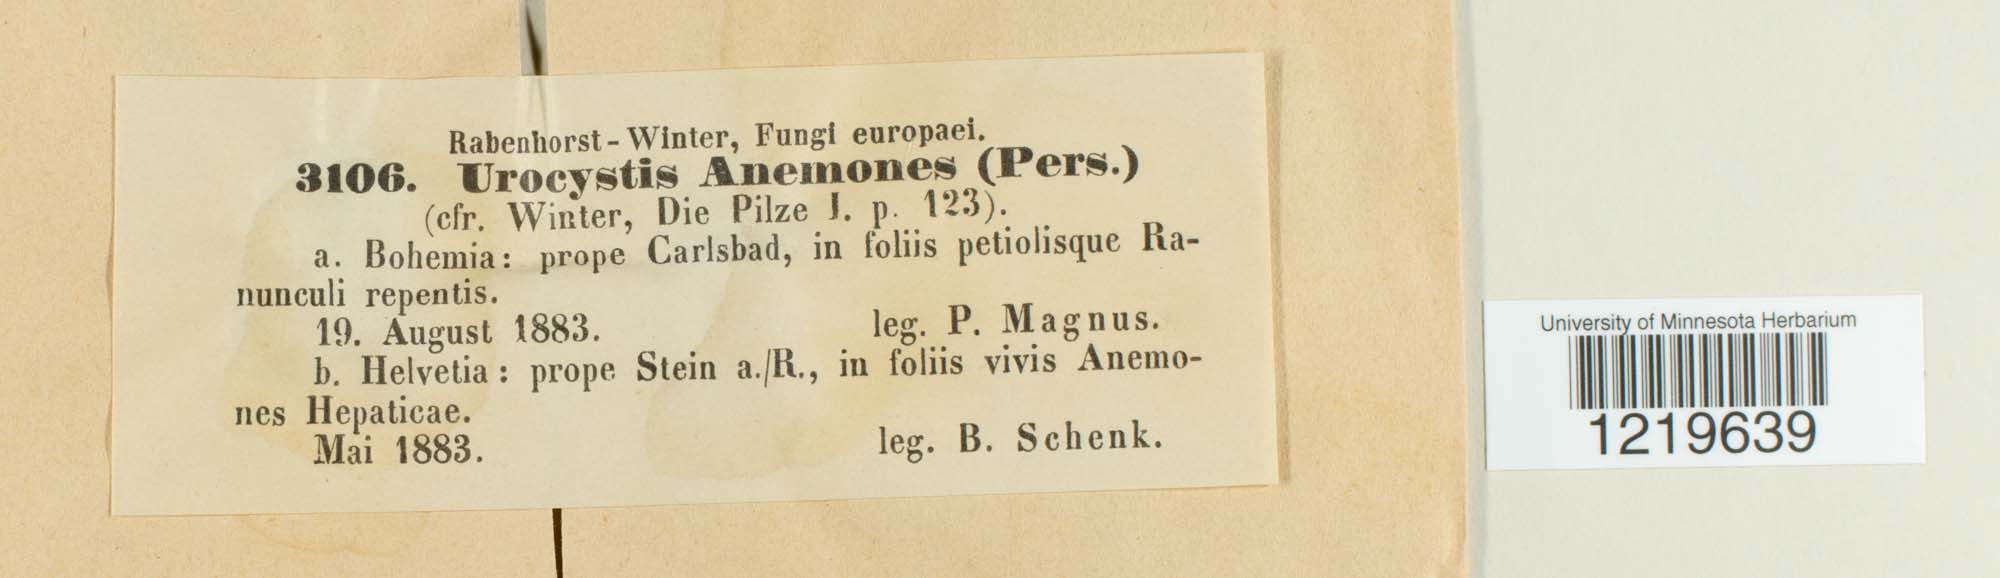 Rabenhorst-Winter, Fungi europaei.
3106. Urocystis Anemones (Pers.)
(cfr. Winter, Die Pilze I. p. 123).
a. Bohemia: prope Carlsbad, in foliis petiolisque Ra-
nunculi repentis.
19. August 1883. leg. P. Magnus.
b. Helvetia: prope Stein a./R., in foliis vivis Anemo-
nes Hepaticae.
Mai 1883. leg. B. Schenk.
University of Minnesota Herbarium
1219639